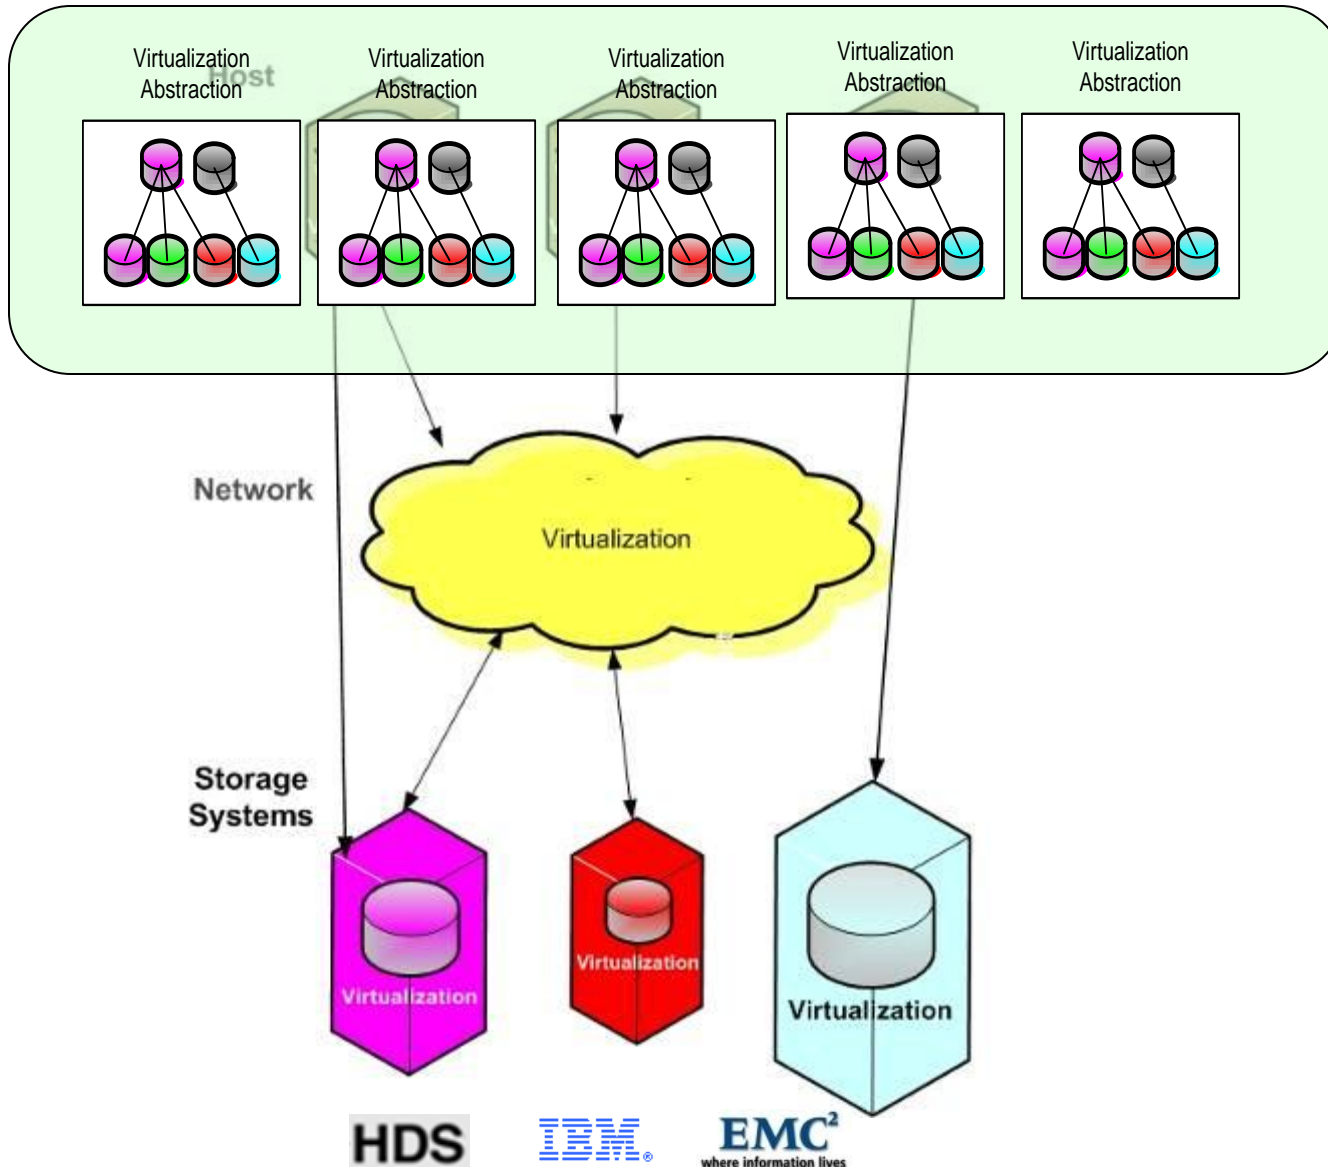 Virtualization
Abstraction
Virtualization
Abstraction
Virtualization
Abstraction
Virtualization
Abstraction
Virtualization
Abstraction
Host
Network
Virtualization
Storage
Systems
Virtualization
Virtualization
Virtualization
HDS
IBM®
EMC²
where information lives